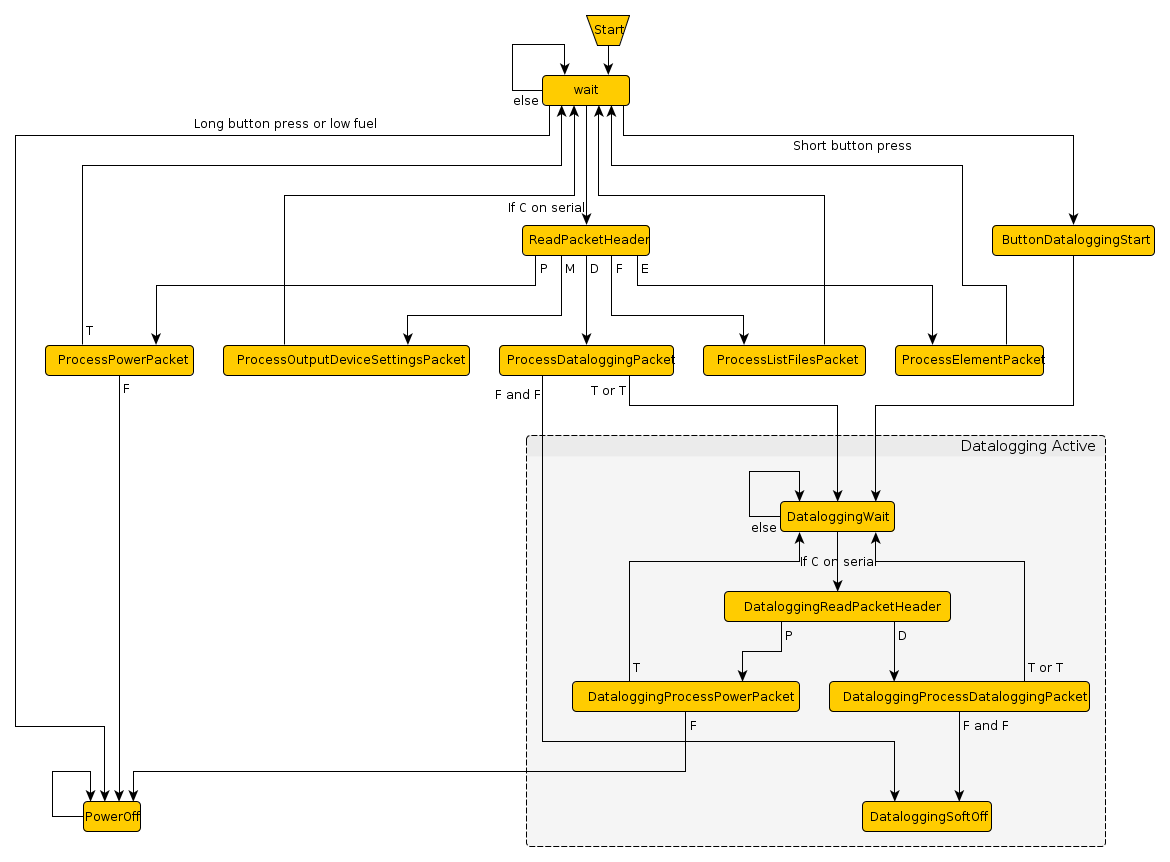 Start
wait
else
Long button press or low fuel
Short button press
If C on serial
ReadPacketHeader
ButtonDataloggingStart
P
M
D
F
E
T
ProcessPowerPacket
ProcessOutputDeviceSettingsPacket
ProcessDataloggingPacket
ProcessListFilesPacket
ProcessElementPacket
F
F and F
T or T
Datalogging Active
DataloggingWait
else
If C on serial
DataloggingReadPacketHeader
P
D
T
T or T
DataloggingProcessPowerPacket
DataloggingProcessDataloggingPacket
F
F and F
PowerOff
DataloggingSoftOff